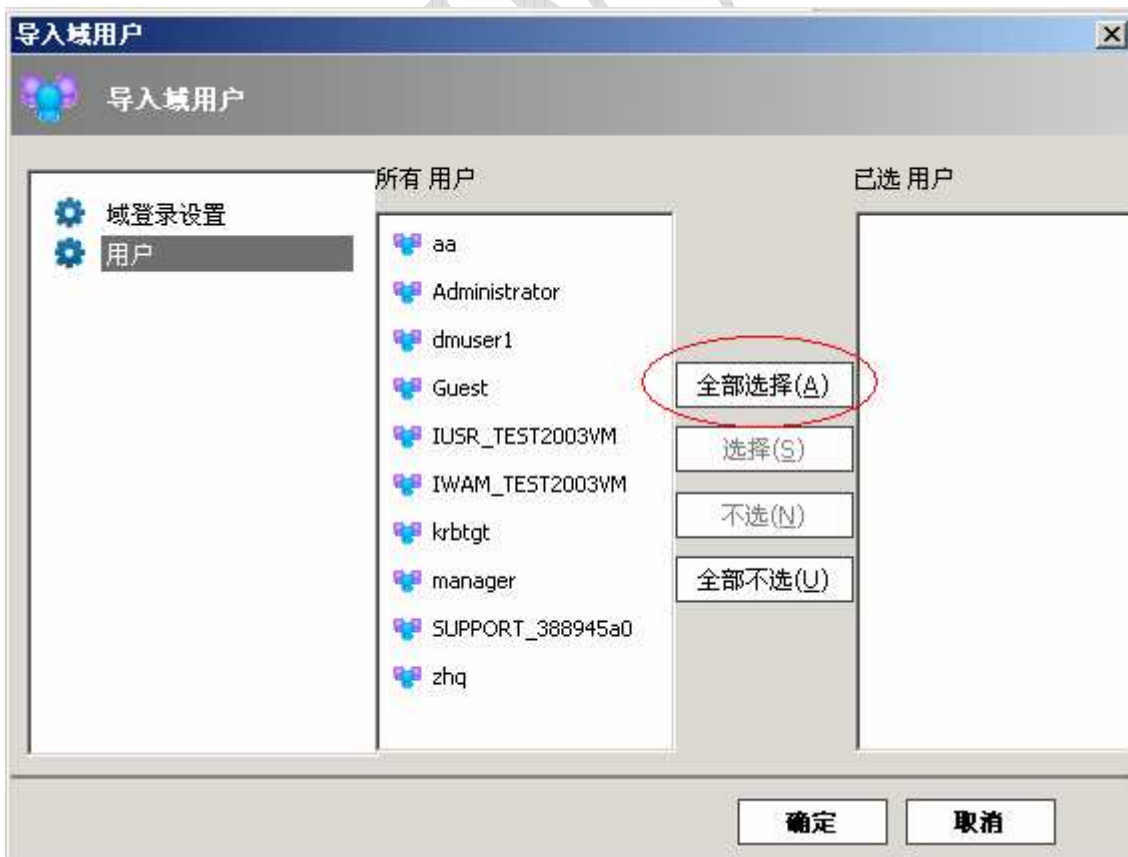 导入域用户
导入域用户
域登录设置
用户
所有 用户
aa
Administrator
dmuser1
Guest
IUSR_TEST2003VM
IWAM_TEST2003VM
krbtgt
manager
SUPPORT_388945a0
zhq
全部选择(A)
选择(S)
不选(N)
全部不选(U)
已选 用户
确定
取消